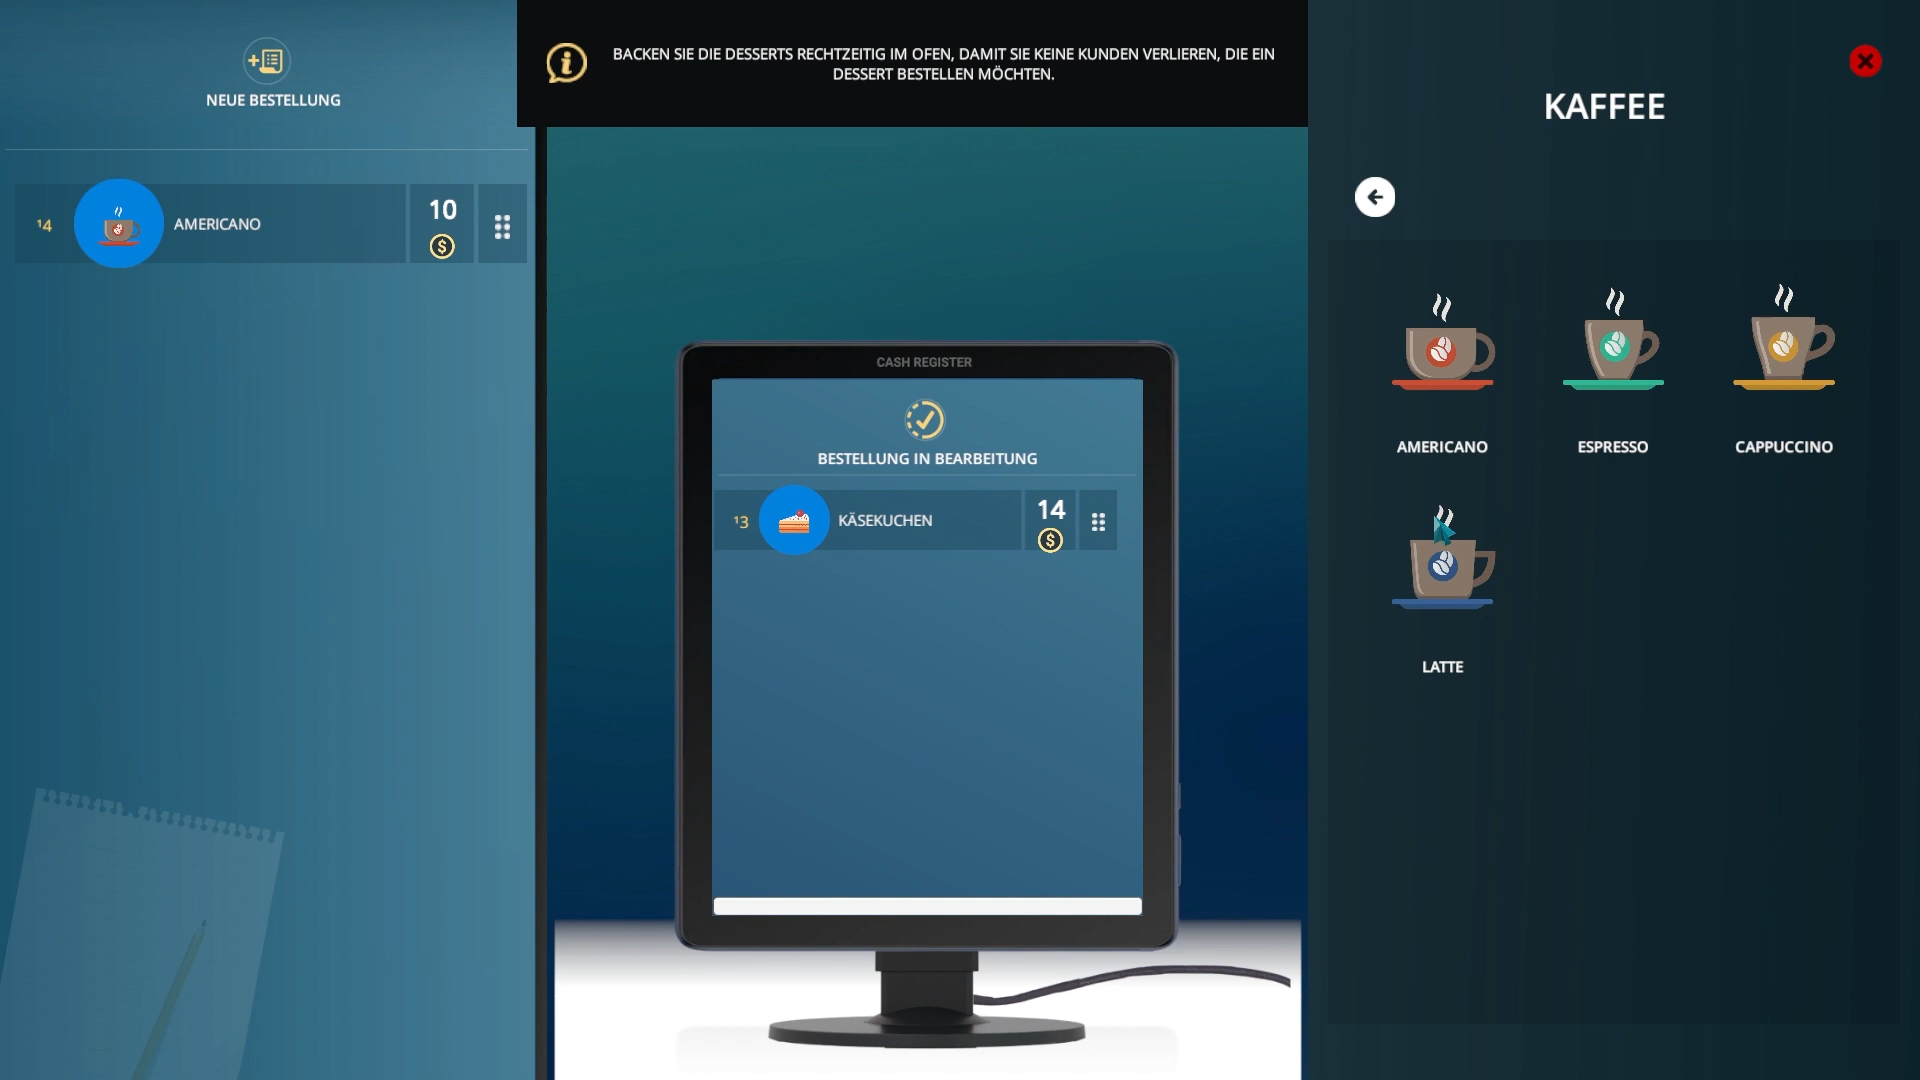 NEUE BESTELLUNG
14
AMERICANO
10
BACKEN SIE DIE DESSERTS RECHTZEITIG IM OFEN, DAMIT SIE KEINE KUNDEN VERLIEREN, DIE EIN
DESSERT BESTELLEN MÖCHTEN.
CASH REGISTER
BESTELLUNG IN BEARBEITUNG
13
KÄSEKUCHEN
14
KAFFEE
AMERICANO
ESPRESSO
CAPPUCCINO
LATTE